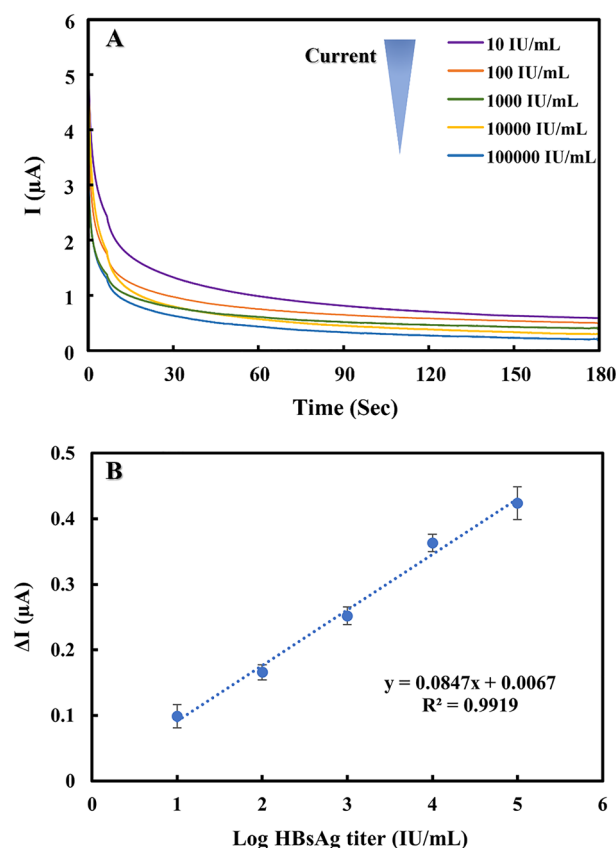 A
Current
10 IU/mL
100 IU/mL
1000 IU/mL
10000 IU/mL
100000 IU/mL
6
5
4
3
2
1
0
I (µA)
0 30 60 90 120 150 180
Time (Sec)
B
0.5
0.4
0.3
0.2
0.1
0
ΔI (µA)
y = 0.0847x + 0.0067
R² = 0.9919
0 1 2 3 4 5 6
Log HBsAg titer (IU/mL)